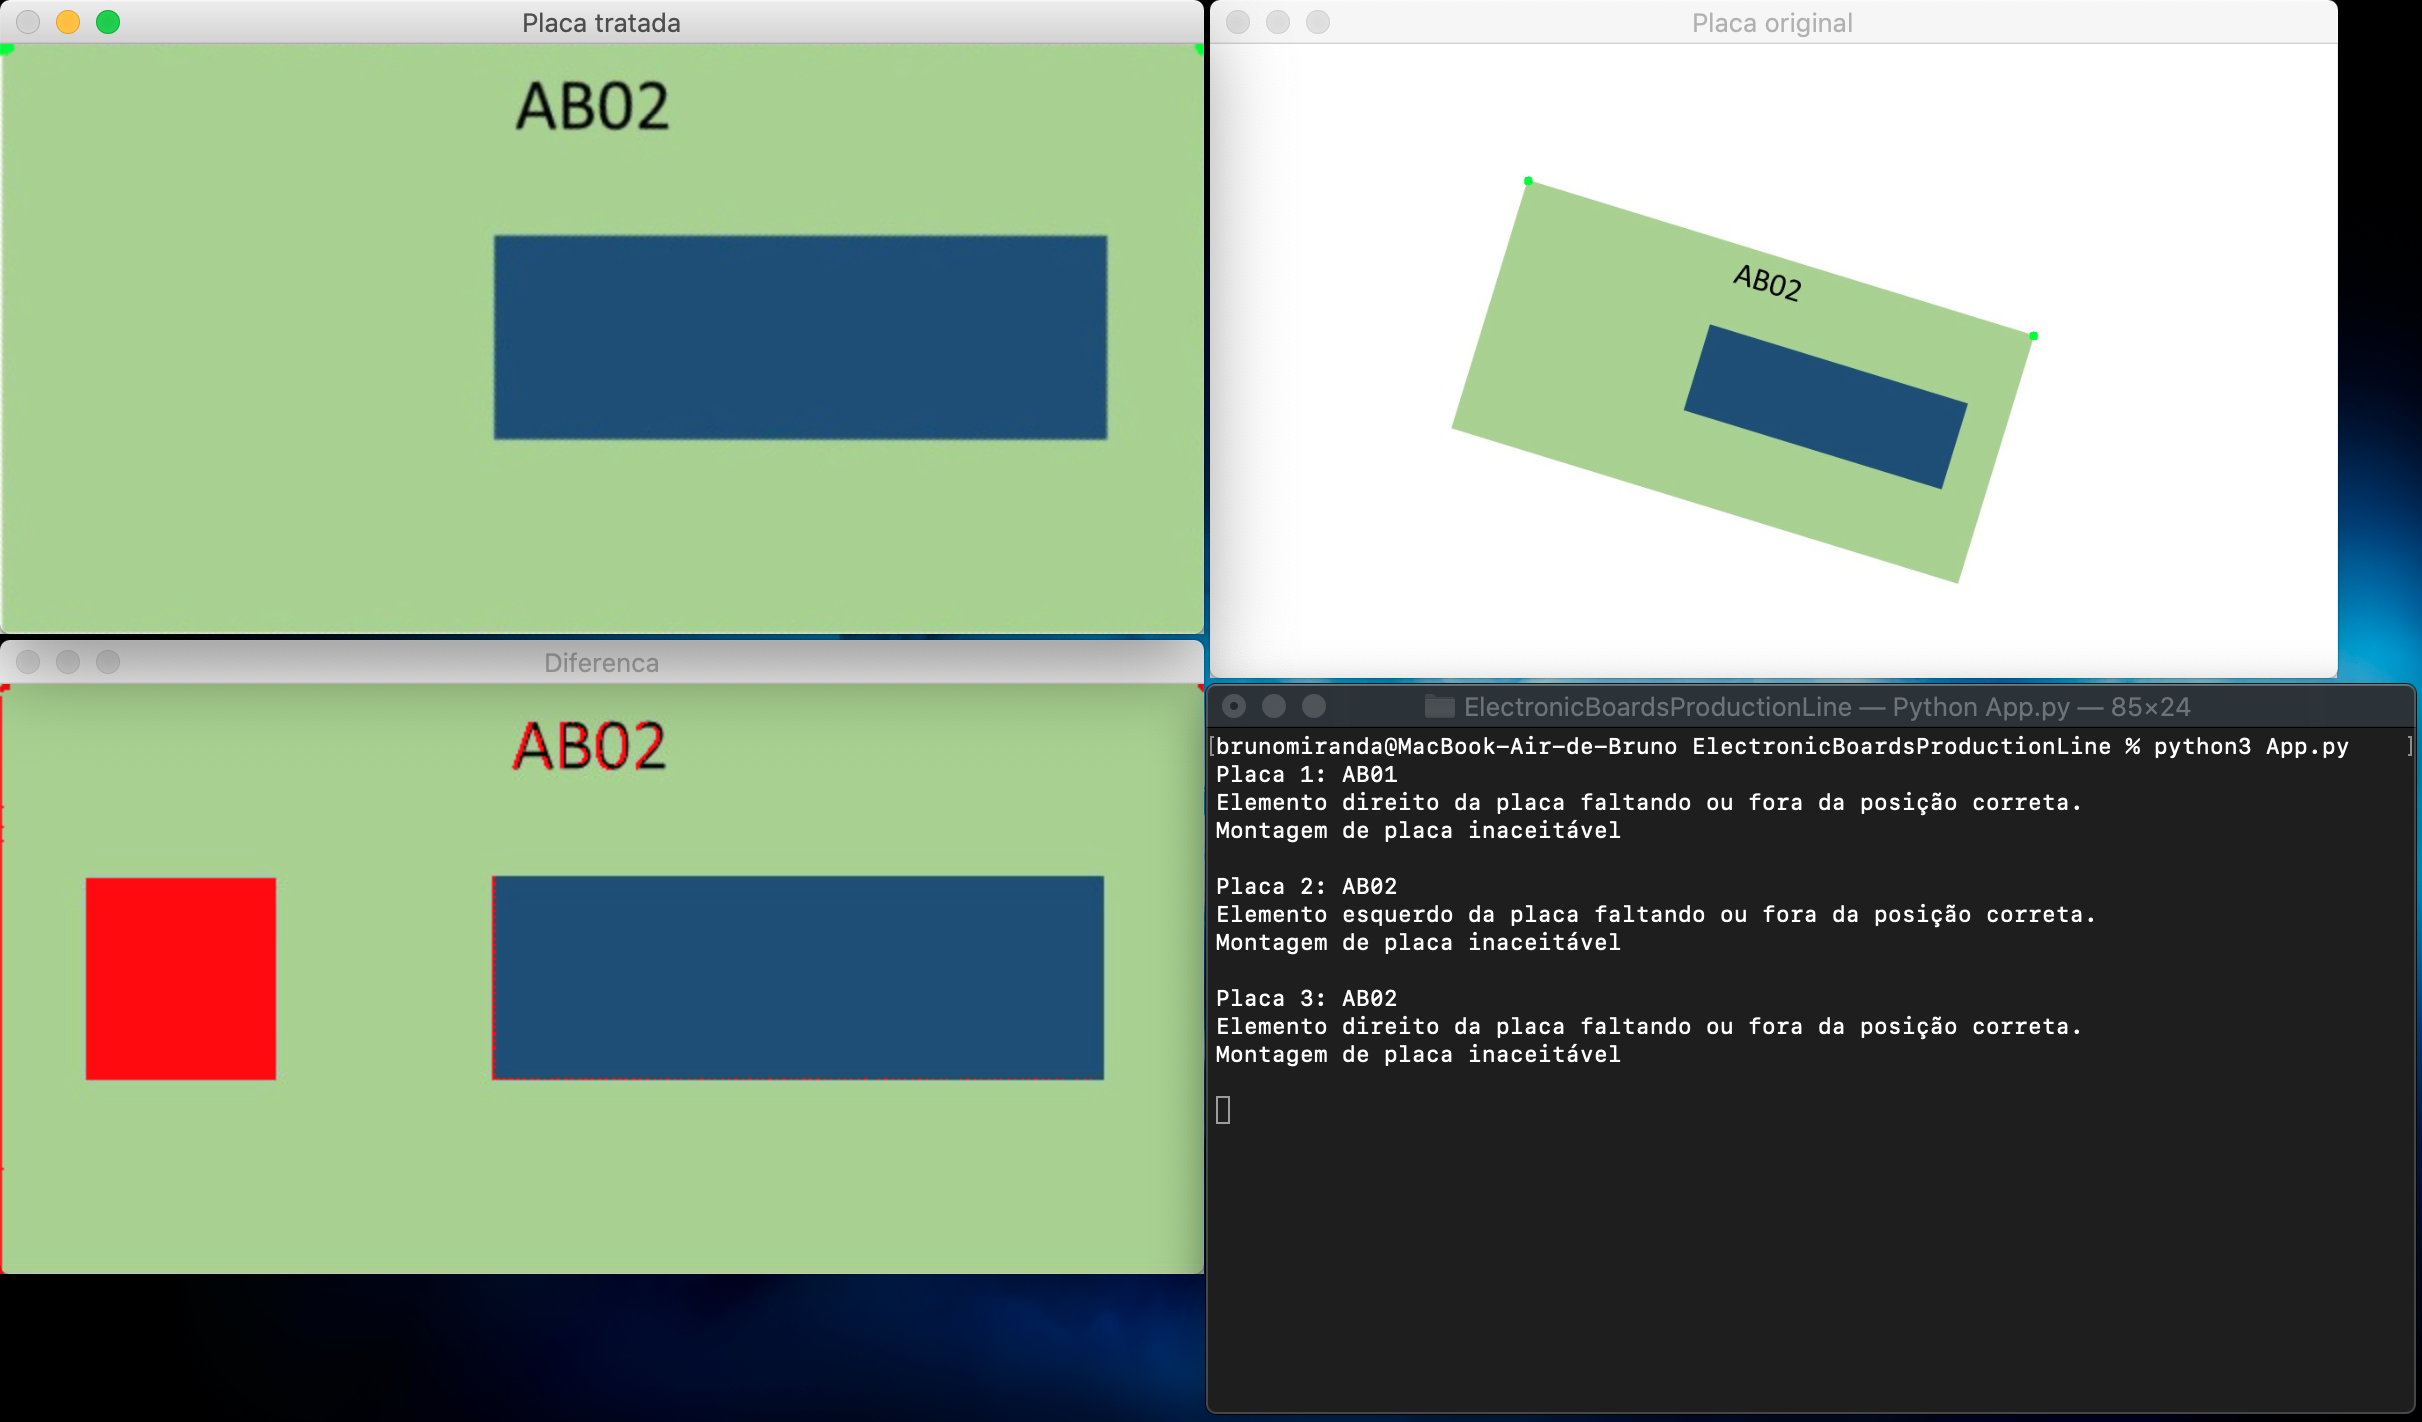 Placa tratada
AB02
Placa original
AB02
Diferenca
AB02
ElectronicBoardsProductionLine — Python App.py — 85×24
[brunomiranda@MacBook-Air-de-Bruno ElectronicBoardsProductionLine % python3 App.py ]
Placa 1: AB01
Elemento direito da placa faltando ou fora da posição correta.
Montagem de placa inaceitável
Placa 2: AB02
Elemento esquerdo da placa faltando ou fora da posição correta.
Montagem de placa inaceitável
Placa 3: AB02
Elemento direito da placa faltando ou fora da posição correta.
Montagem de placa inaceitável